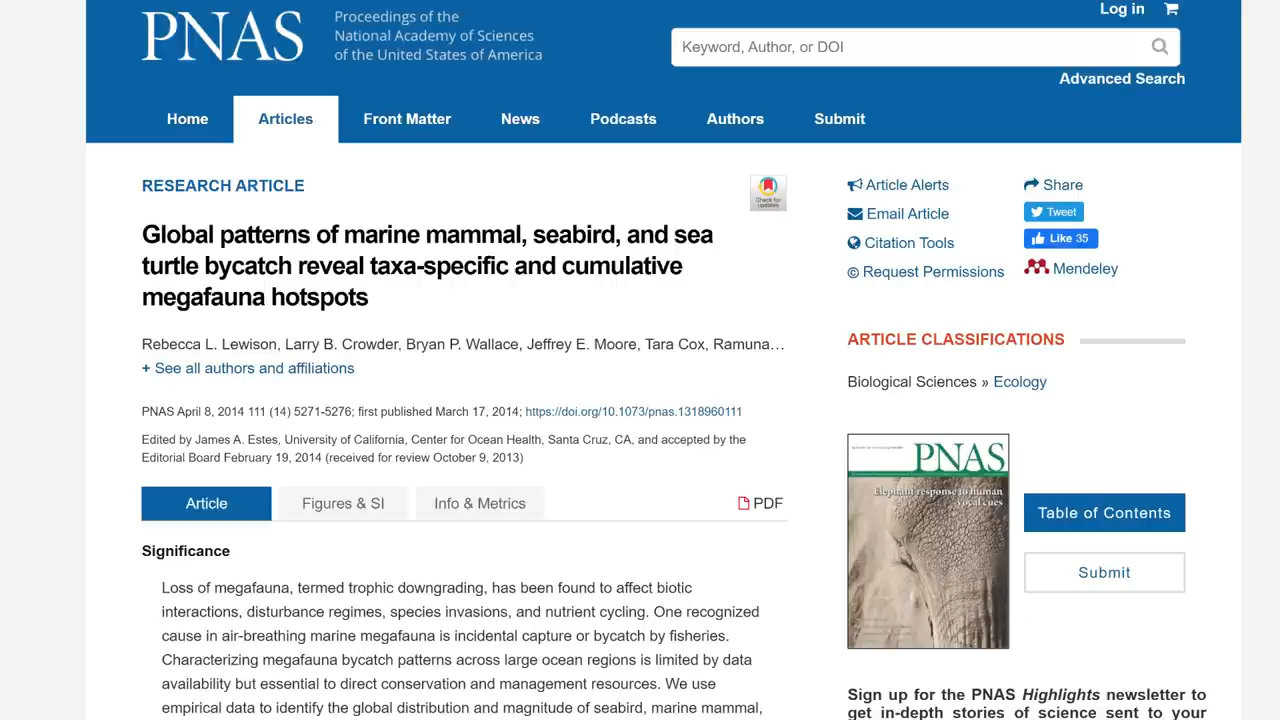 PNAS
Proceedings of the
National Academy of Sciences
of the United States of America
Log in
Keyword, Author, or DOI
Advanced Search
Home
Articles
Front Matter
News
Podcasts
Authors
Submit
RESEARCH ARTICLE
Check for
updates
Global patterns of marine mammal, seabird, and sea
turtle bycatch reveal taxa-specific and cumulative
megafauna hotspots
Rebecca L. Lewison, Larry B. Crowder, Bryan P. Wallace, Jeffrey E. Moore, Tara Cox, Ramuna…
+ See all authors and affiliations
PNAS April 8, 2014 111 (14) 5271-5276; first published March 17, 2014; https://doi.org/10.1073/pnas.1318960111
Edited by James A. Estes, University of California, Center for Ocean Health, Santa Cruz, CA, and accepted by the
Editorial Board February 19, 2014 (received for review October 9, 2013)
Article
Figures & SI
Info & Metrics
PDF
Significance
Loss of megafauna, termed trophic downgrading, has been found to affect biotic
interactions, disturbance regimes, species invasions, and nutrient cycling. One recognized
cause in air-breathing marine megafauna is incidental capture or bycatch by fisheries.
Characterizing megafauna bycatch patterns across large ocean regions is limited by data
availability but essential to direct conservation and management resources. We use
empirical data to identify the global distribution and magnitude of seabird, marine mammal,
Article Alerts
Email Article
Citation Tools
© Request Permissions
Share
Tweet
Like 35
Mendeley
ARTICLE CLASSIFICATIONS
Biological Sciences » Ecology
PNAS
Elephant response to human
vocal cues
Table of Contents
Submit
Sign up for the PNAS Highlights newsletter to
get in-depth stories of science sent to your